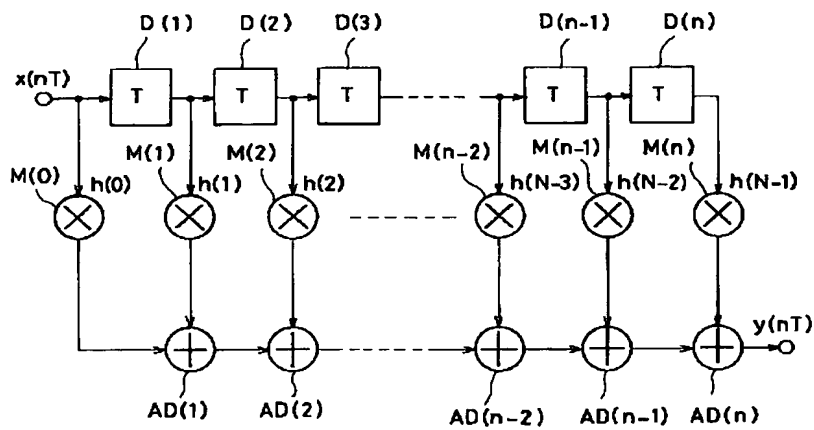 D(1) D(2) D(3) D(n-1) D(n)
x(nT)
T T T T T
M(0) M(1) M(2) M(n-2) M(n-1) M(n)
h(0) h(1) h(2) h(N-3) h(N-2) h(N-1)
y(nT)
AD(1) AD(2) AD(n-2) AD(n-1) AD(n)